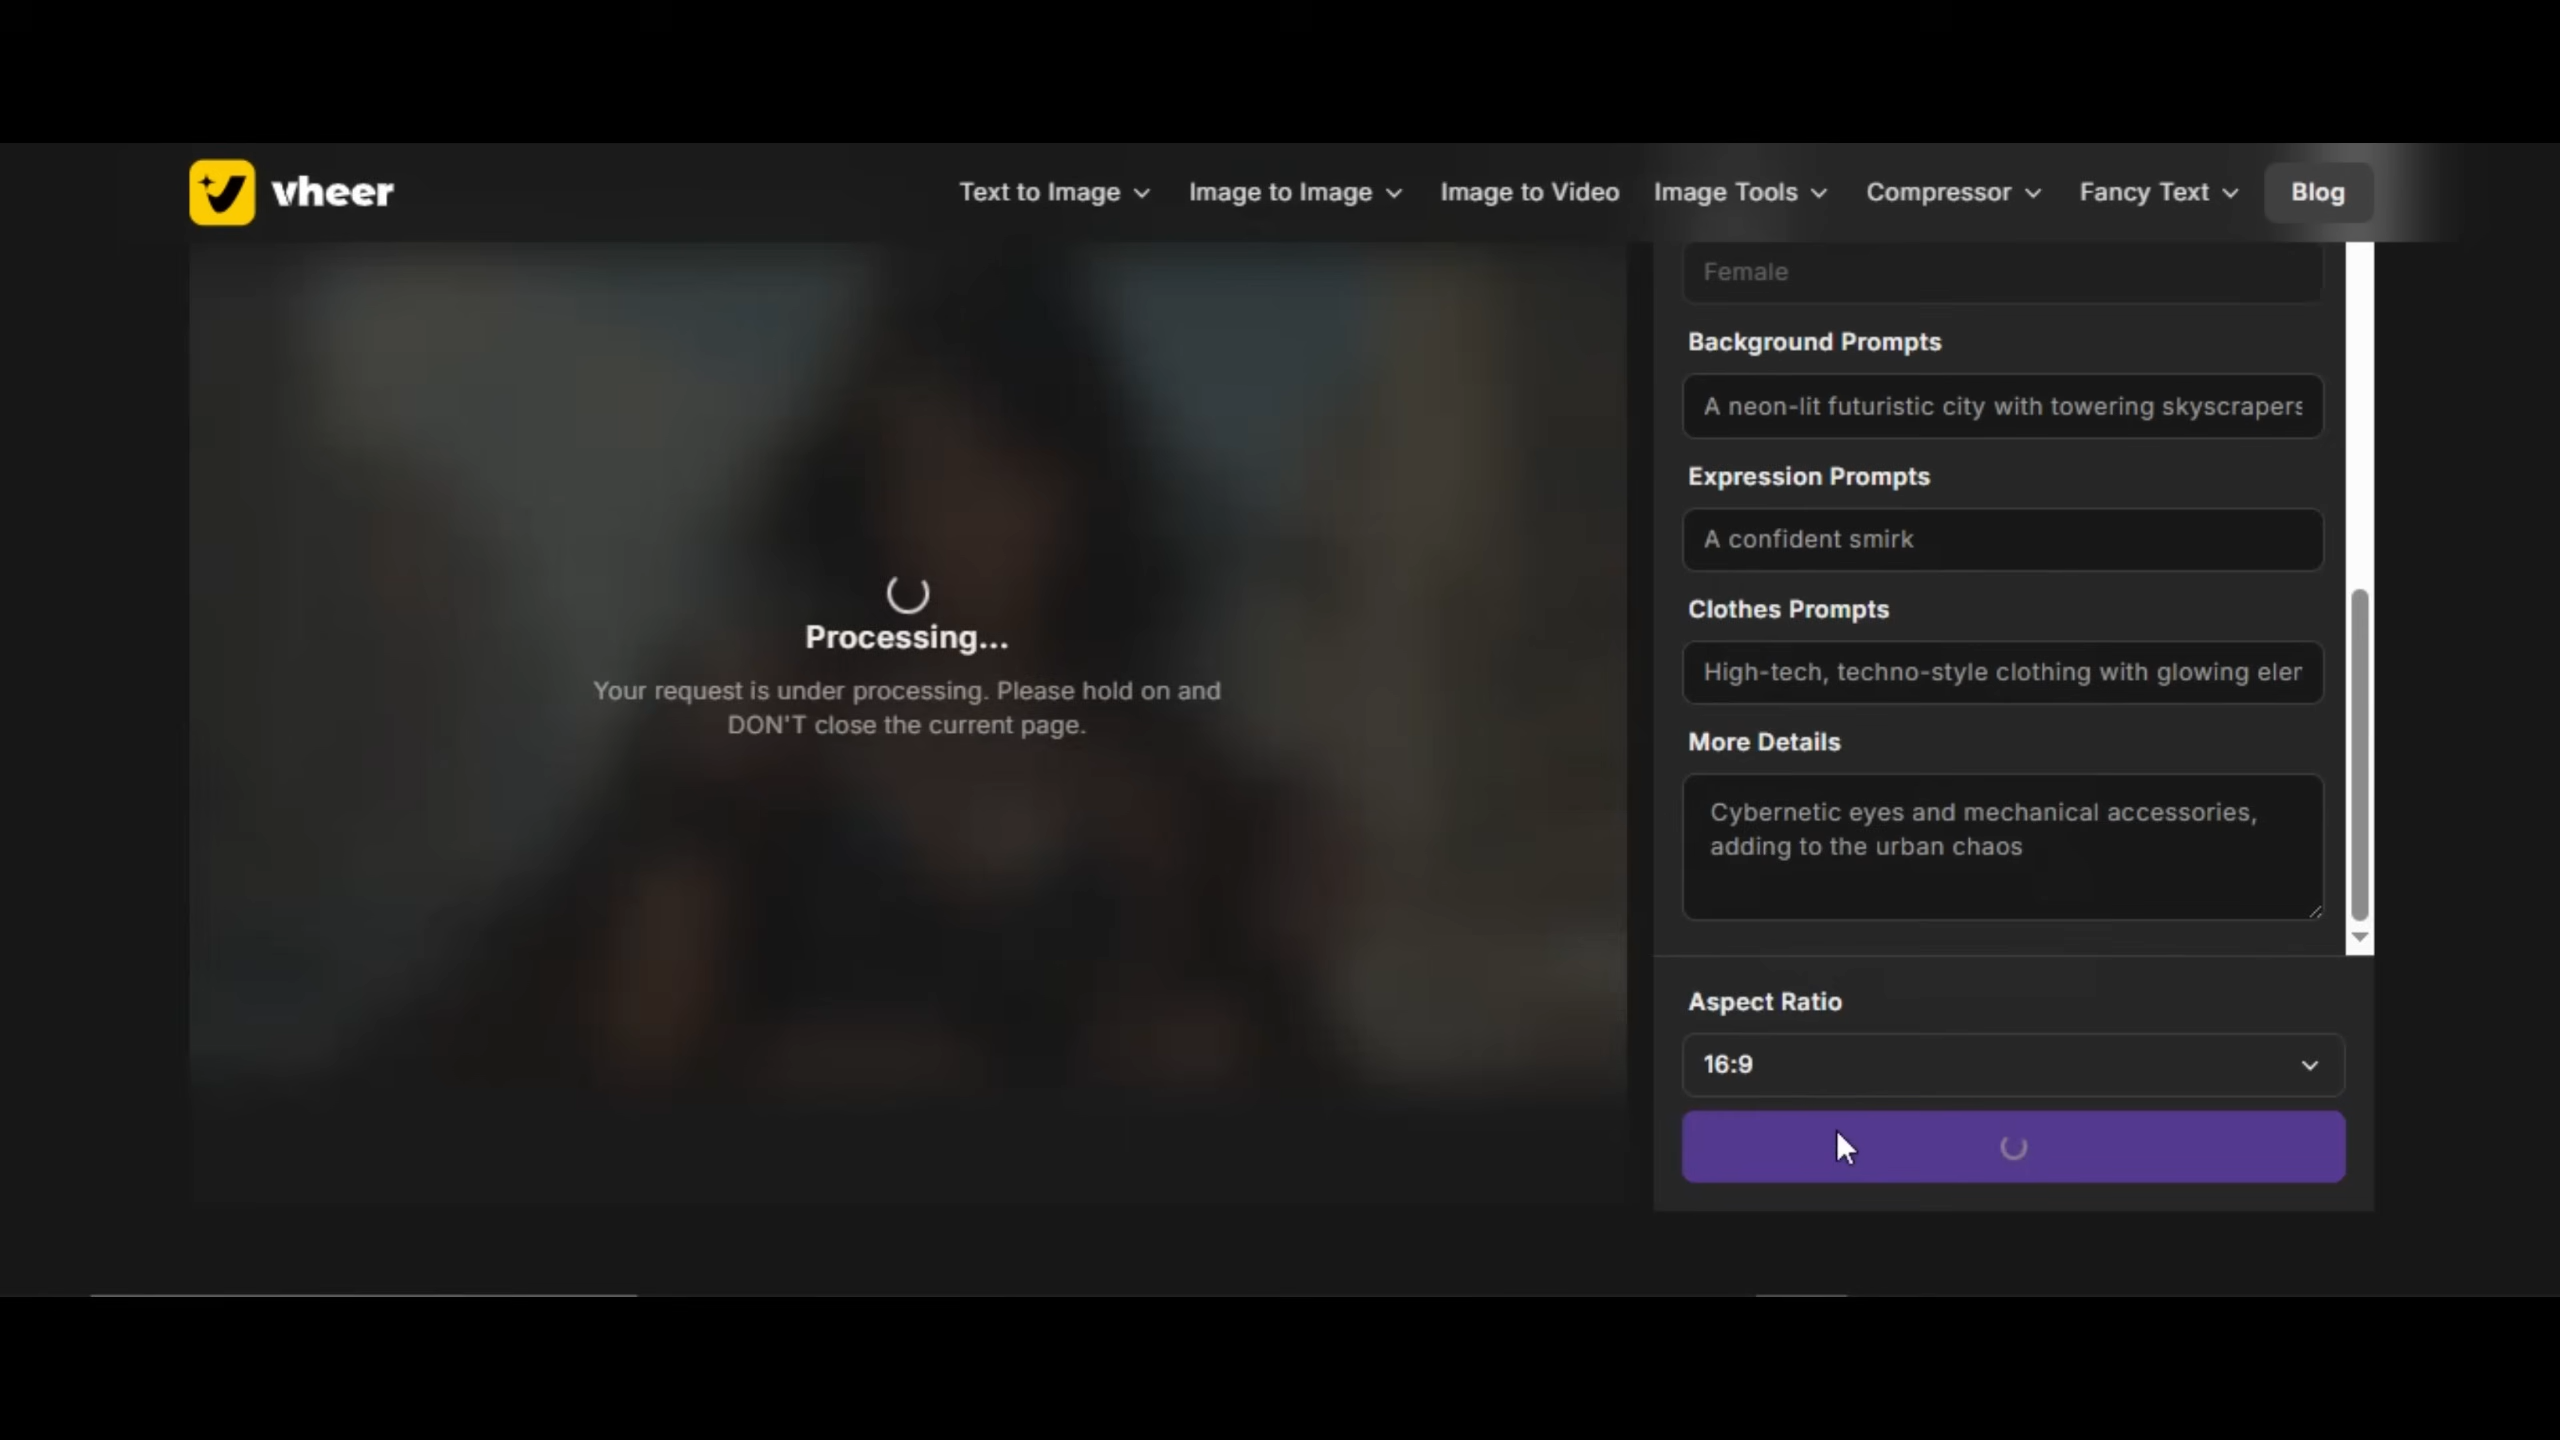 vheer
Text to Image
Image to Image
Image to Video
Image Tools
Compressor
Fancy Text
Blog
Female
Background Prompts
A neon-lit futuristic city with towering skyscrapers
Expression Prompts
A confident smirk
Clothes Prompts
High-tech, techno-style clothing with glowing
More Details
Cybernetic eyes and mechanical accessories,
adding to the urban chaos
Aspect Ratio
16:9
Processing...
Your request is under processing. Please hold on and
DON'T close the current page.